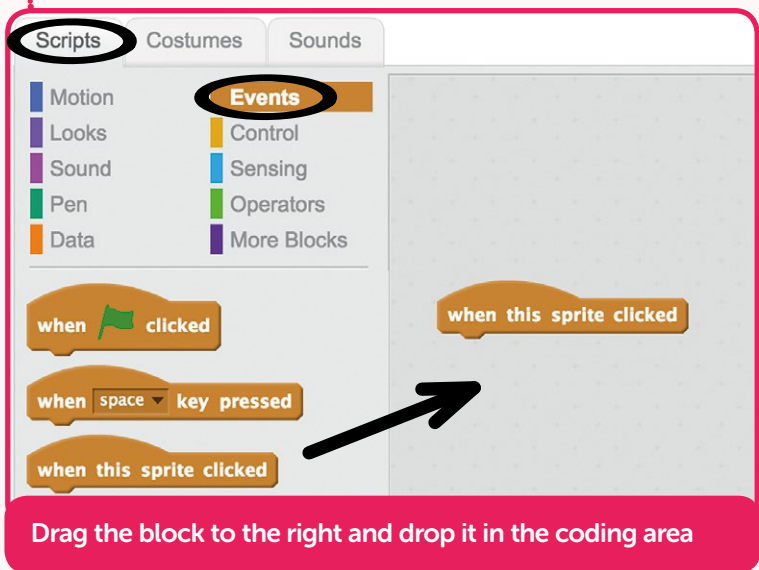 Scripts Costumes Sounds
Motion Events
Looks Control
Sound Sensing
Pen Operators
Data More Blocks
when clicked
when this sprite clicked
when space key pressed
when this sprite clicked
Drag the block to the right and drop it in the coding area